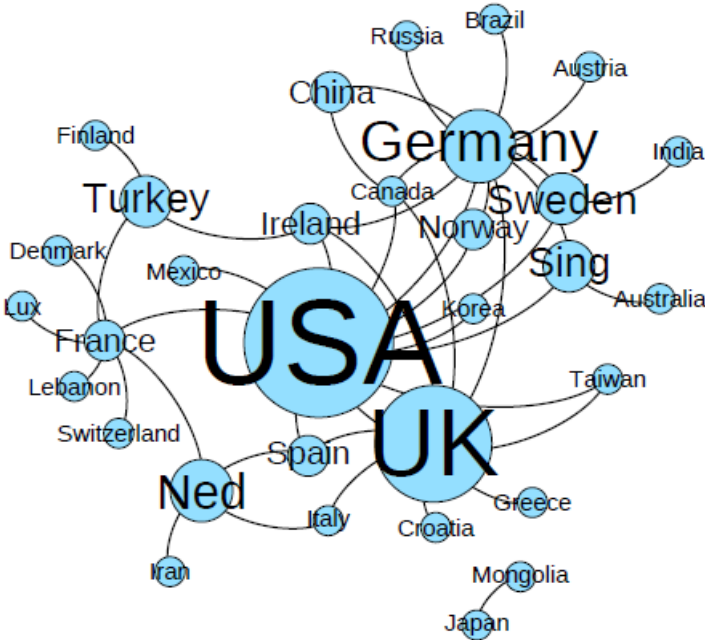 Brazil
Russia
Austria
China
Germany
Finland
India
Turkey
Canada
Sweden
Ireland
Norway
Denmark
Mexico
Sing
Lux
Korea
Australia
France
USA
Lebanon
Taiwan
Switzerland
Spain
UK
Ned
Greece
Italy
Croatia
Iran
Mongolia
Japan